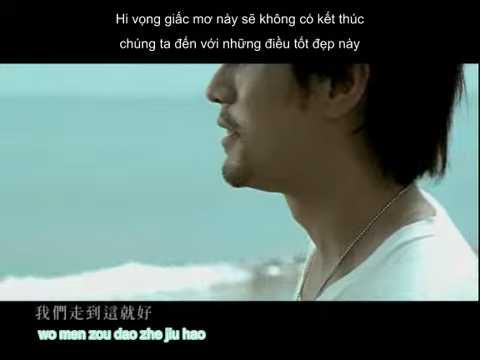 Hi vọng giấc mơ này sẽ không có kết thúc
chúng ta đến với những điều tốt đẹp này
我們走到這就好
wo men zou dao zhe jiu hao